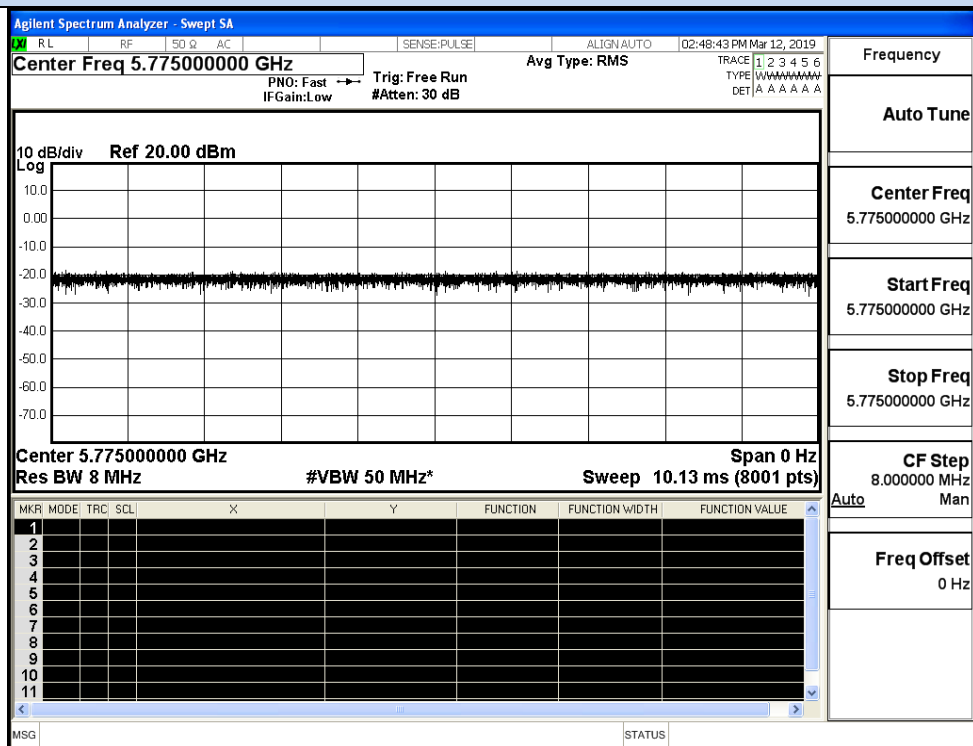 Agilent Spectrum Analyzer - Swept SA
LXI RL RF 50 Ω AC SENSE:PULSE ALIGN AUTO 02:48:43 PM Mar 12, 2019
Center Freq 5.775000000 GHz
PNO: Fast
IFGain:Low
Trig: Free Run
#Atten: 30 dB
Avg Type: RMS
TRACE 1 2 3 4 5 6
TYPE WWWWWW
DET A A A A A A
10 dB/div Ref 20.00 dBm
Log
10.0
0.00
-10.0
-20.0
-30.0
-40.0
-50.0
-60.0
-70.0
Center 5.775000000 GHz Span 0 Hz
Res BW 8 MHz #VBW 50 MHz* Sweep 10.13 ms (8001 pts)
MKR MODE TRC SCL X Y FUNCTION FUNCTION WIDTH FUNCTION VALUE
1
2
3
4
5
6
7
8
9
10
11
MSG STATUS
Frequency
Auto Tune
Center Freq
5.775000000 GHz
Start Freq
5.775000000 GHz
Stop Freq
5.775000000 GHz
CF Step
8.000000 MHz
Auto Man
Freq Offset
0 Hz